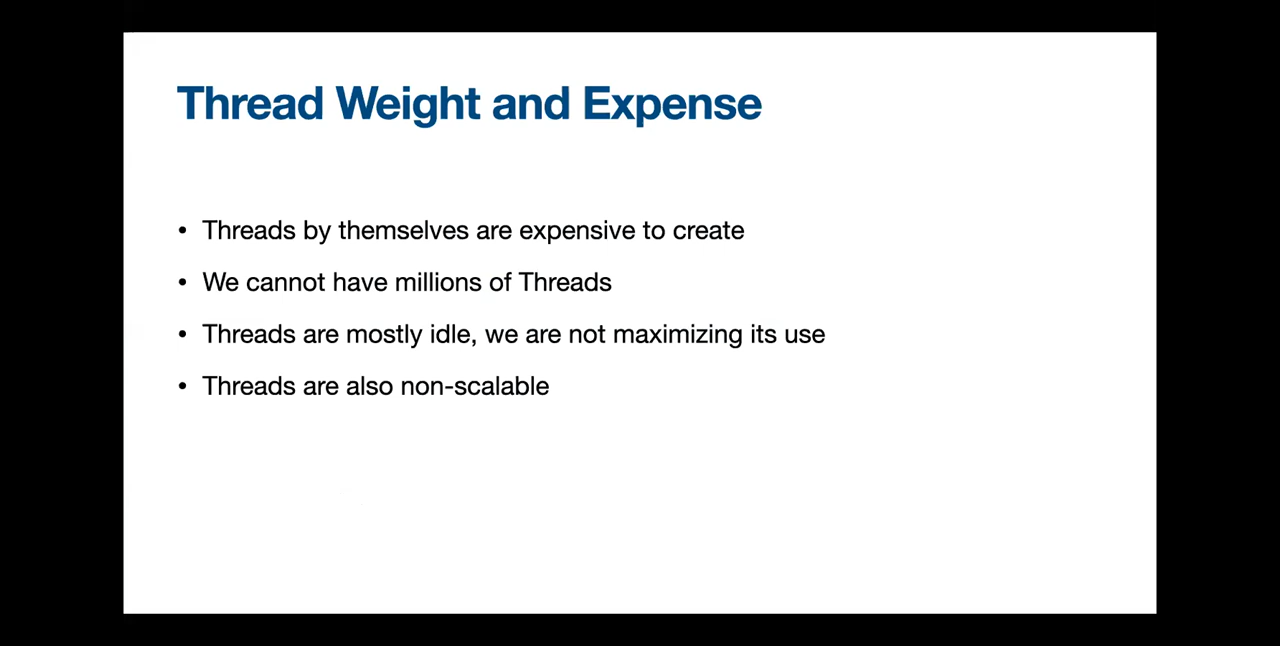 Thread Weight and Expense
• Threads by themselves are expensive to create
• We cannot have millions of Threads
• Threads are mostly idle, we are not maximizing its use
• Threads are also non-scalable